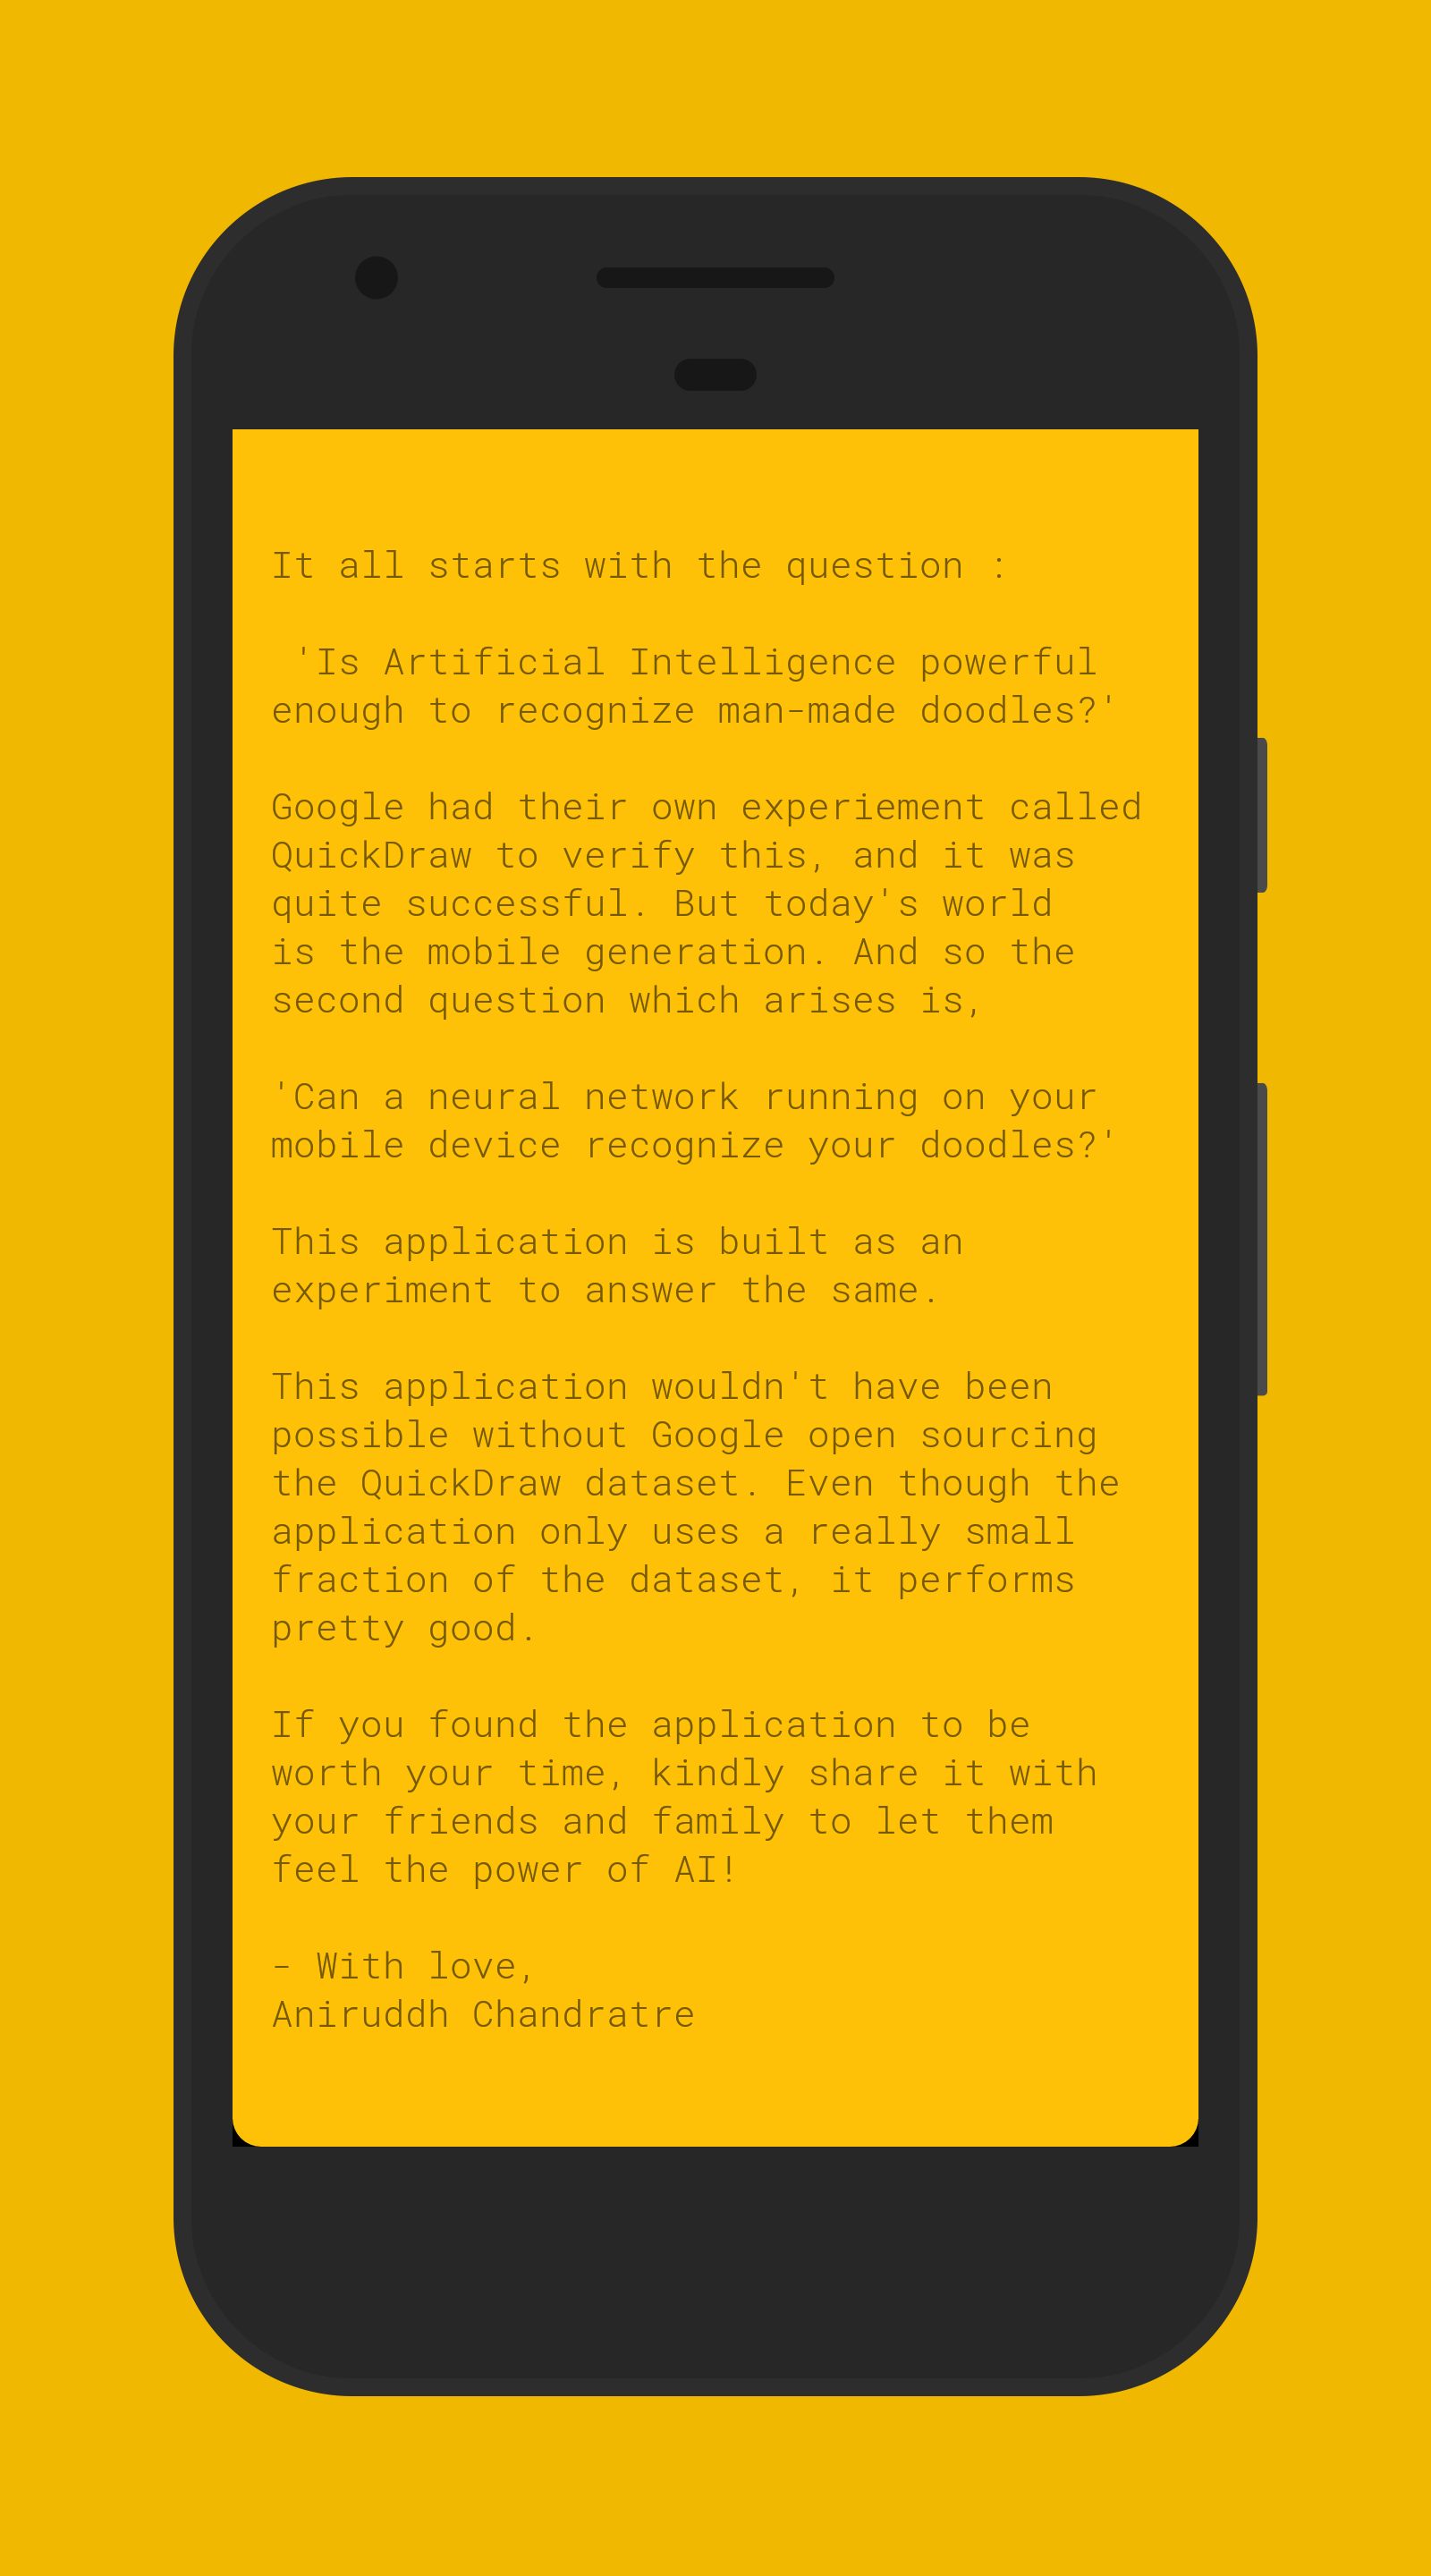 It all starts with the question :
'Is Artificial Intelligence powerful
enough to recognize man-made doodles?'
Google had their own experiement called
QuickDraw to verify this, and it was
quite successful. But today's world
is the mobile generation. And so the
second question which arises is,
'Can a neural network running on your
mobile device recognize your doodles?'
This application is built as an
experiment to answer the same.
This application wouldn't have been
possible without Google open sourcing
the QuickDraw dataset. Even though the
application only uses a really small
fraction of the dataset, it performs
pretty good.
If you found the application to be
worth your time, kindly share it with
your friends and family to let them
feel the power of AI!
- With love,
Aniruddh Chandratre